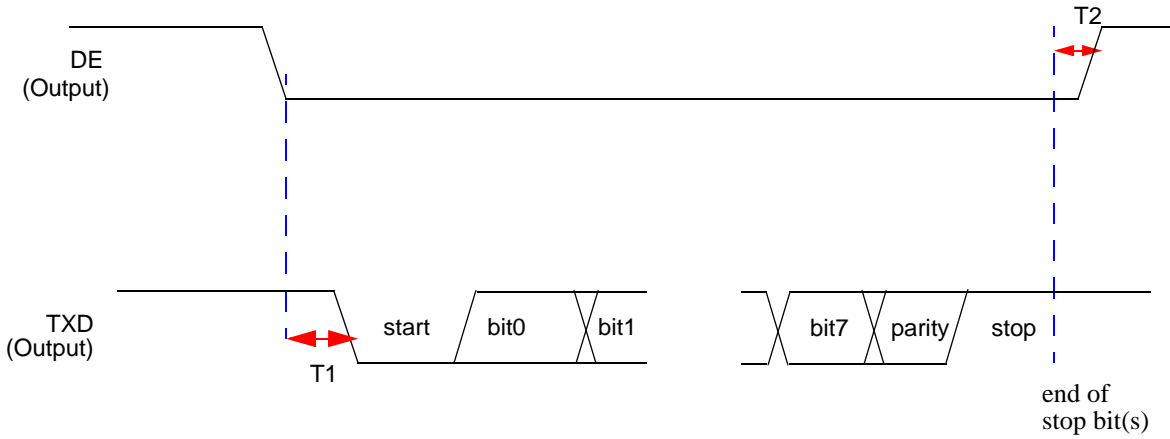 T2
DE
(Output)
TXD
(Output)
start
bit0
bit1
bit7
parity
stop
T1
end of
stop bit(s)